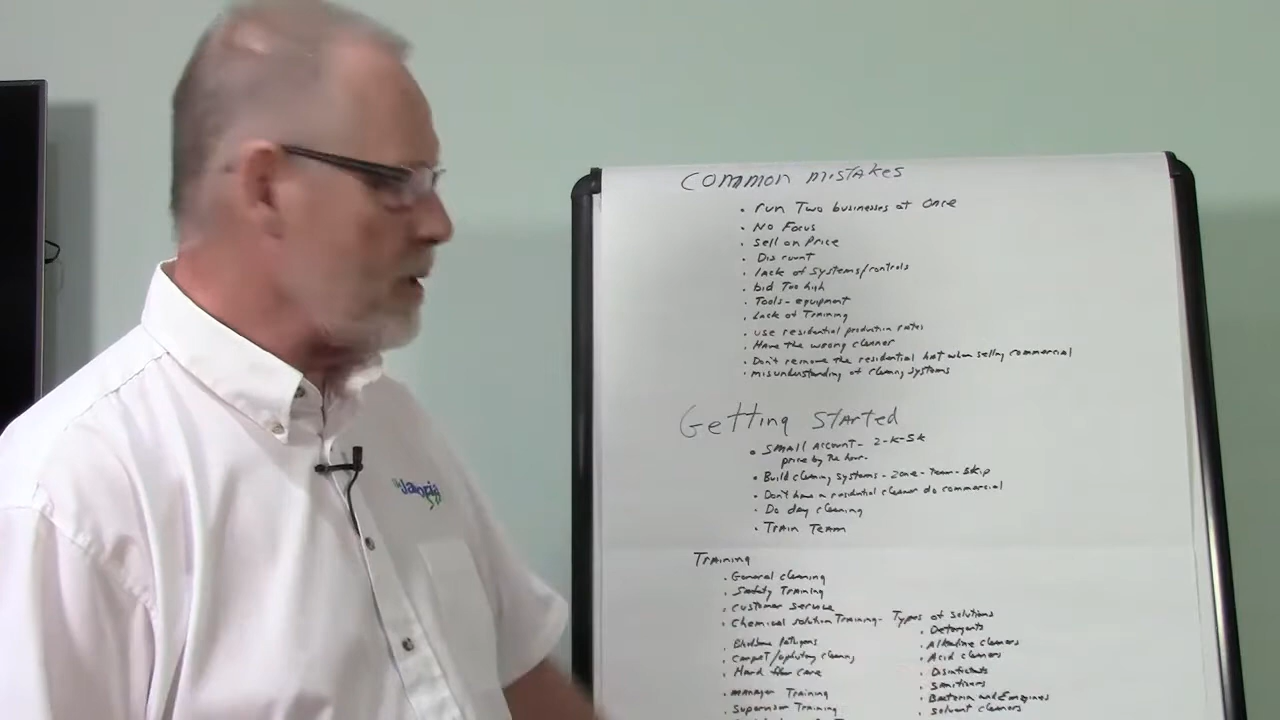 Common mistakes
• run Two businesses at Once
• No Focus
• Sell on Price
• Discount
• lack of systems/controls
• bid Too high
• Tools - equipment
• Lack of Training
• use residential production rates
• Have the wrong cleaner
• Don't remove the residential hat when selling commercial
• misunderstanding of cleaning systems
Getting Started
• Small Account - 2-k-5k
price by the hour.
• Build cleaning systems - zone - Team - skip
• Don't have a residential cleaner do commercial
• Do day cleaning
• Train Team
Training
• General cleaning
• Safety Training
• Customer Service
• Chemical solution Training - Types of solutions
• Detergents
• Alkaline cleaners
• Acid cleaners
• Disinfectants
• Sanitizers
• Bacteria and Enzymes
• Solvent cleaners
• Bloodborne pathogens
• Carpet/upholstery cleaning
• Hard floor care
• Manager Training
• Supervisor Training
Janopia